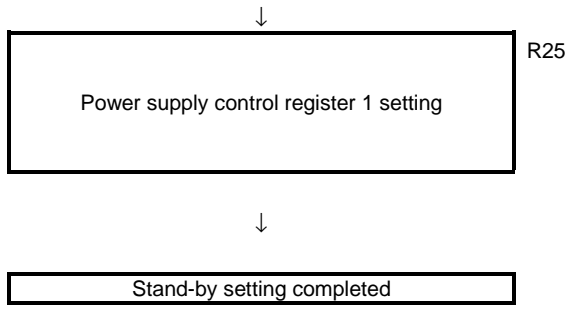 ↓
R25
Power supply control register 1 setting
↓
Stand-by setting completed